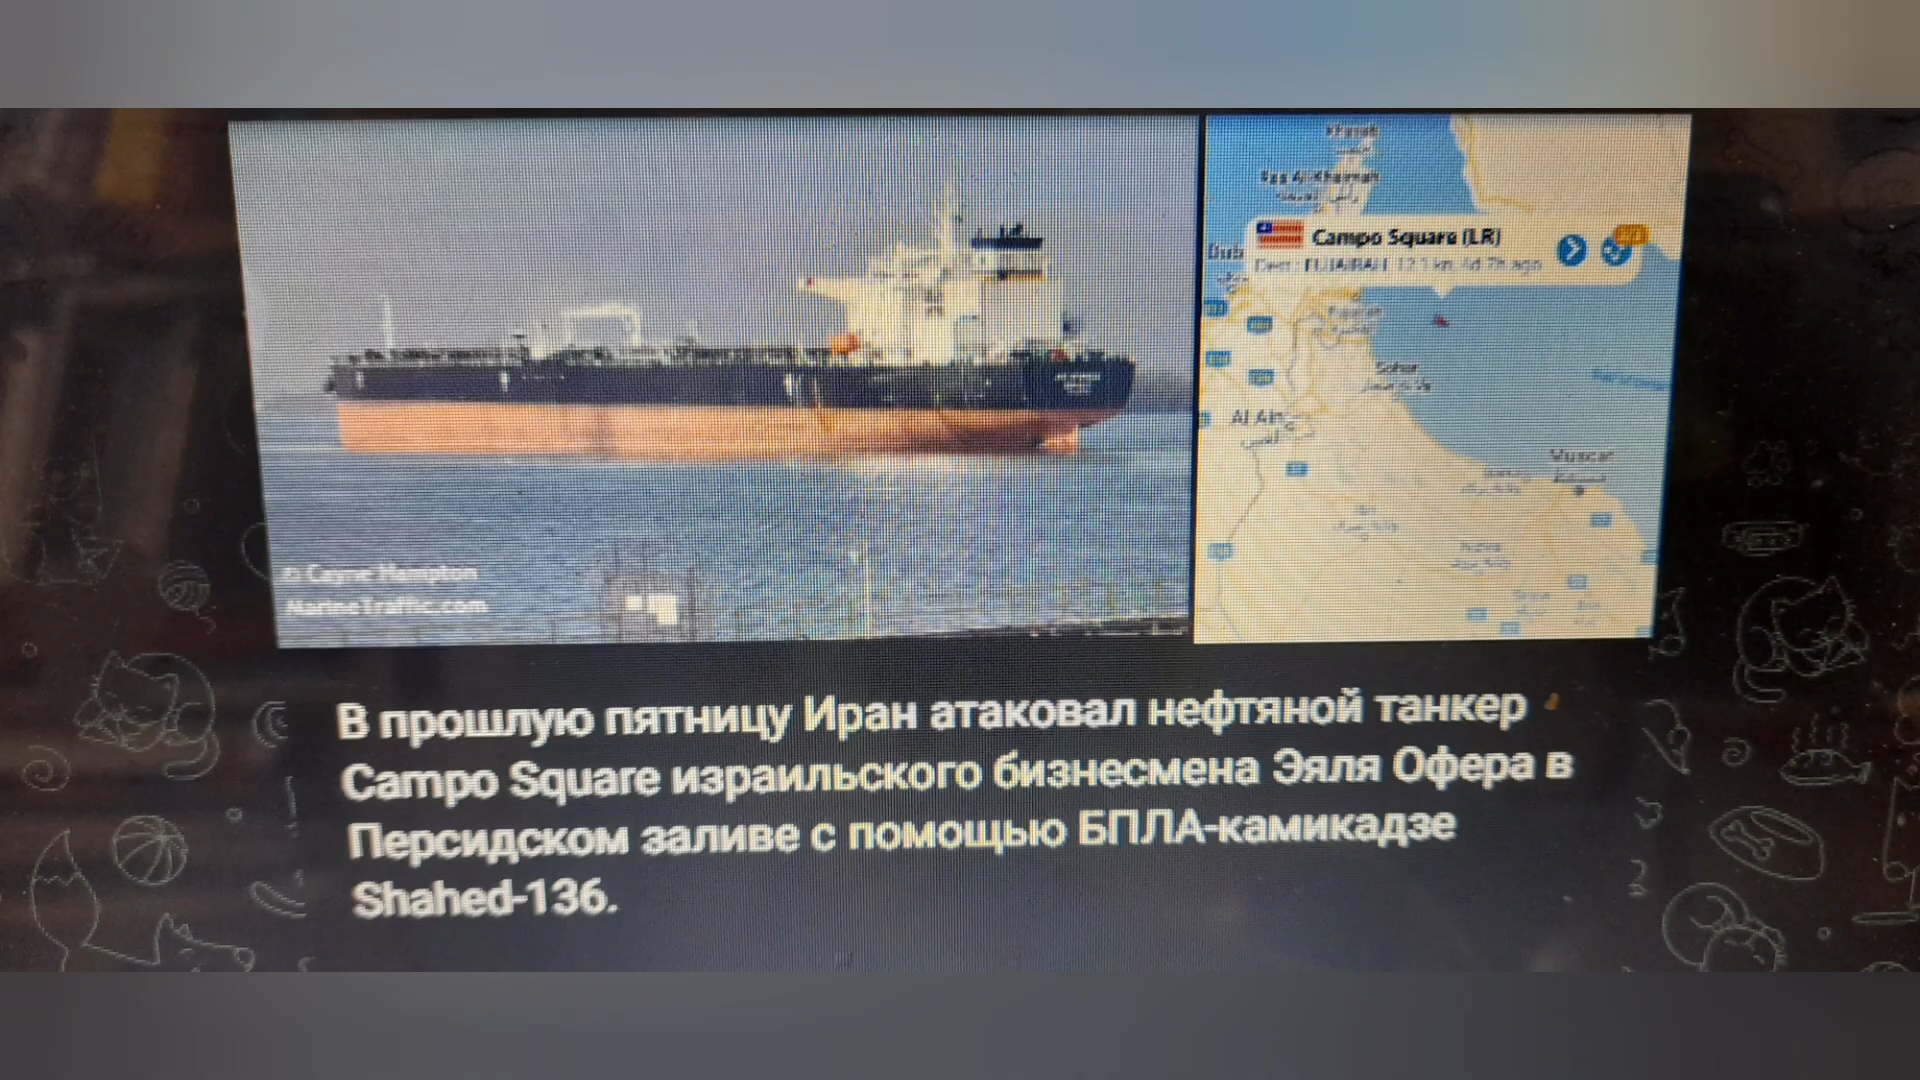 © Cayne Hampton
MarineTraffic.com
Campo Square (LR)
Sohar
Al Ain
Muscat
В прошлую пятницу Иран атаковал нефтяной танкер
Campo Square израильского бизнесмена Эяля Офера в
Персидском заливе с помощью БПЛА-камикадзе
Shahed-136.